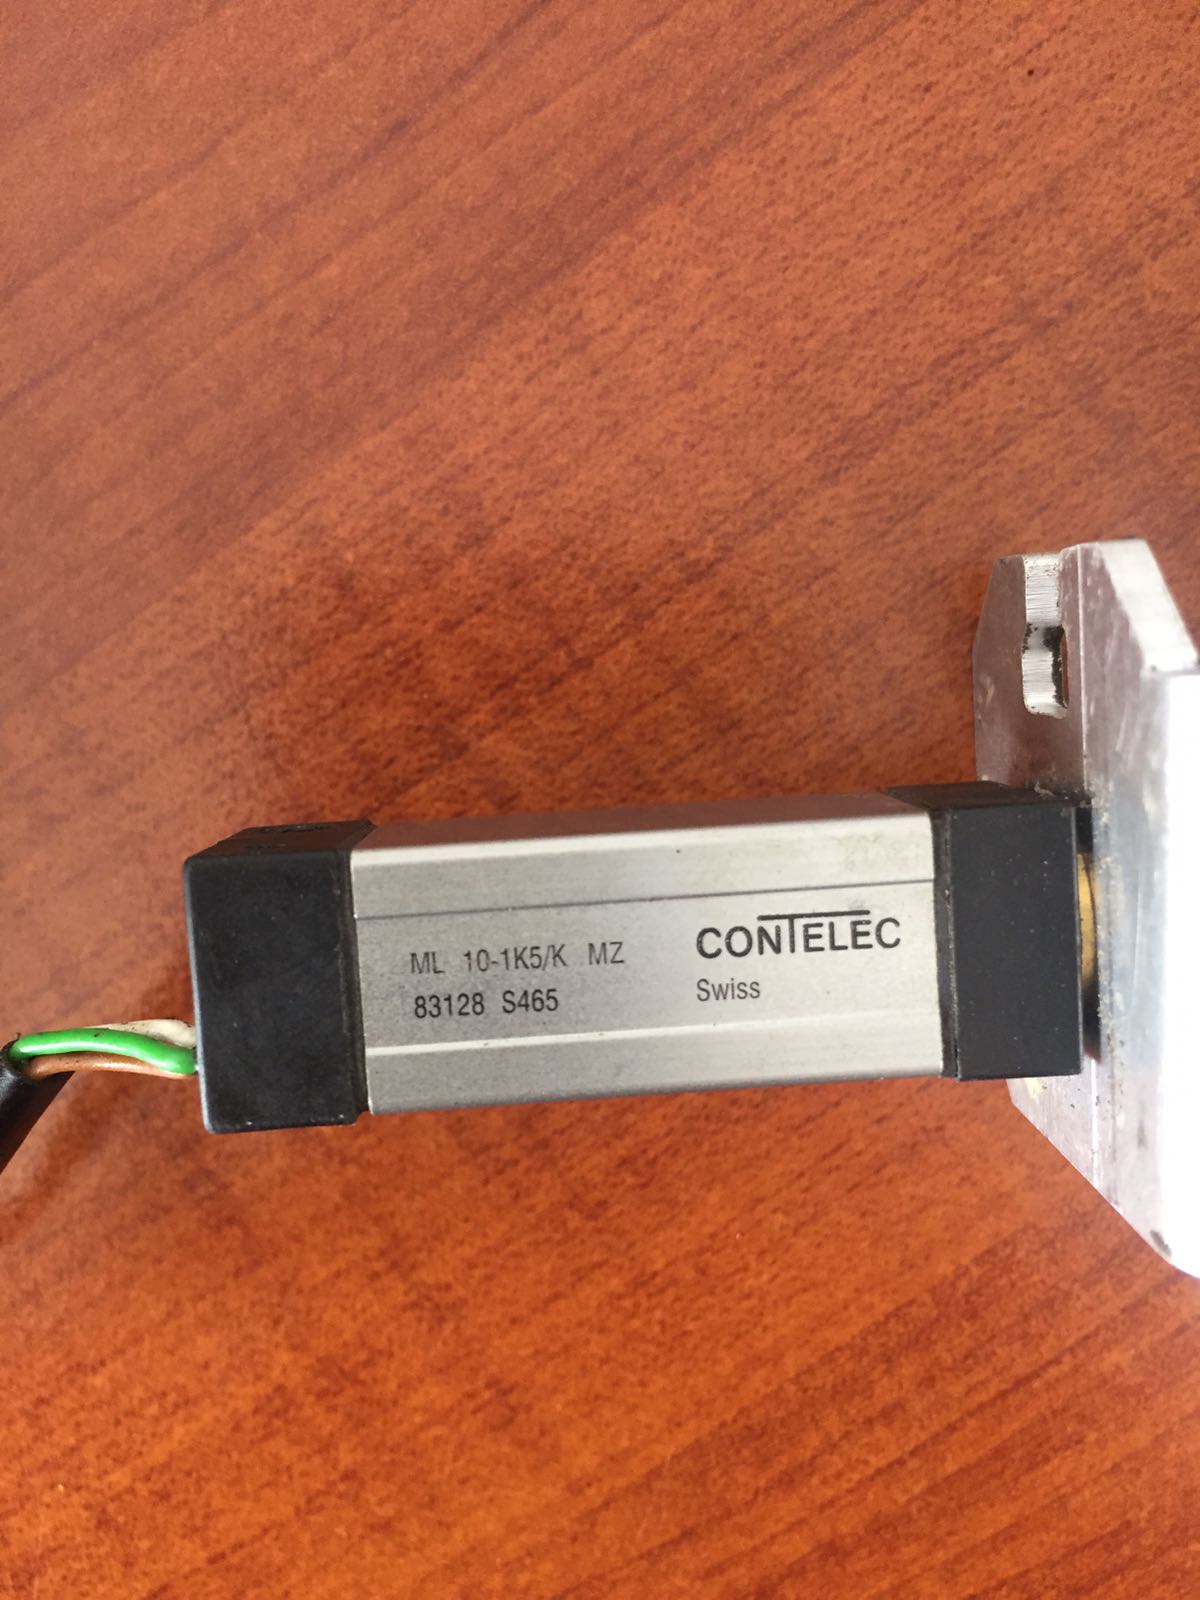 ML 10-1K5/K MZ
83128 S465
CONTELEC
Swiss